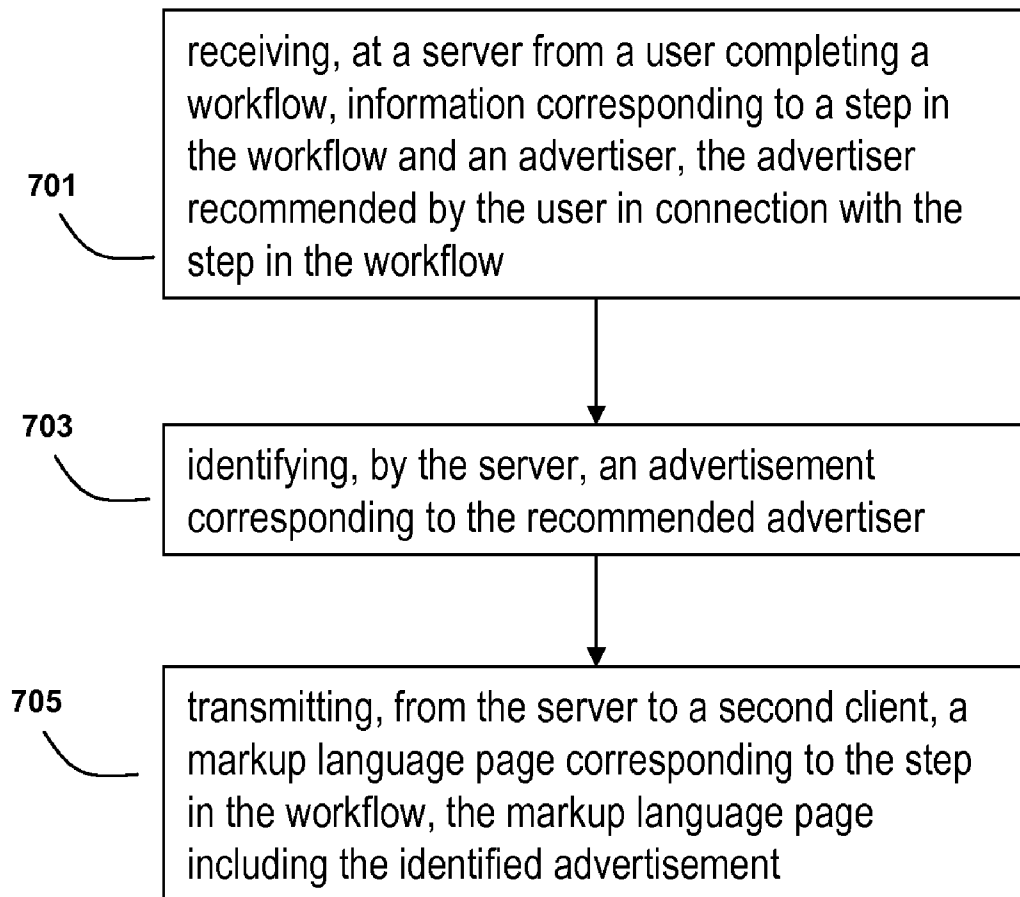 receiving, at a server from a user completing a
workflow, information corresponding to a step in
the workflow and an advertiser, the advertiser
recommended by the user in connection with the
step in the workflow
701
703
identifying, by the server, an advertisement
corresponding to the recommended advertiser
705
transmitting, from the server to a second client, a
markup language page corresponding to the step
in the workflow, the markup language page
including the identified advertisement